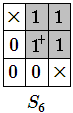 × 1 1
0 1⁺ 1
0 0 ×
S₆